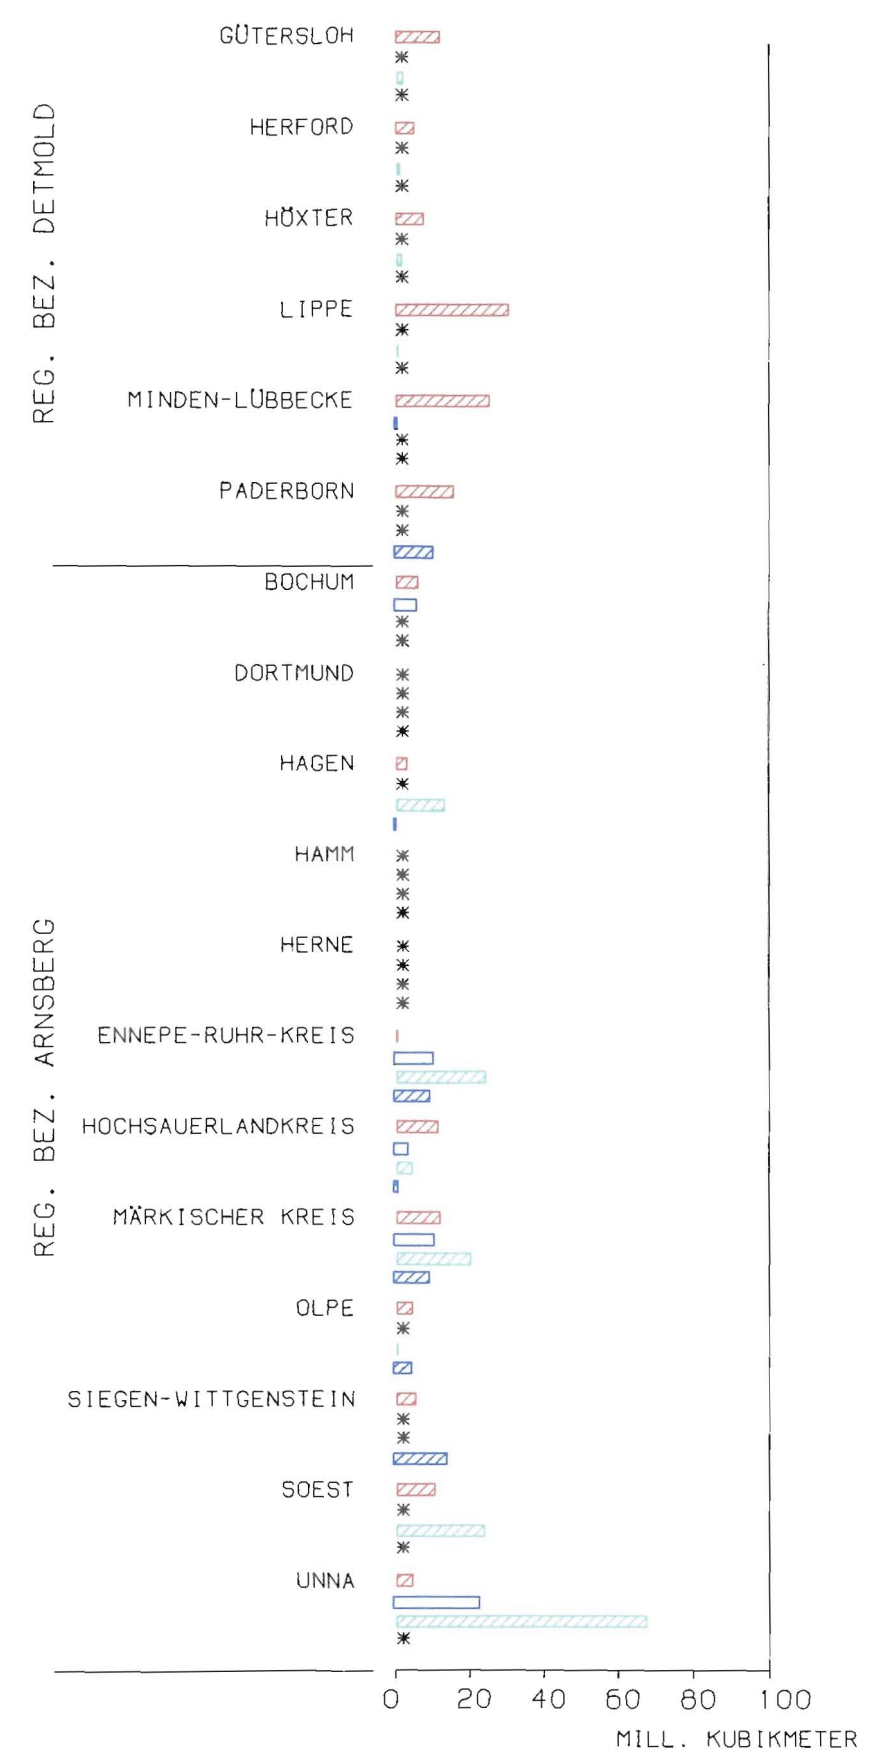 REG. BEZ. DETMOLD
GÜTERSLOH
*
*
HERFORD
*
*
HÖXTER
*
*
LIPPE
*
*
MINDEN-LÜBBECKE
*
*
PADERBORN
*
*
REG. BEZ. ARNSBERG
BOCHUM
*
*
DORTMUND
*
*
*
*
HAGEN
*
HAMM
*
*
*
*
HERNE
*
*
*
*
ENNEPE-RUHR-KREIS
HOCHSAUERLANDKREIS
MÄRKISCHER KREIS
OLPE
*
SIEGEN-WITTGENSTEIN
*
*
SOEST
*
*
UNNA
*
0 20 40 60 80 100
MILL. KUBIKMETER